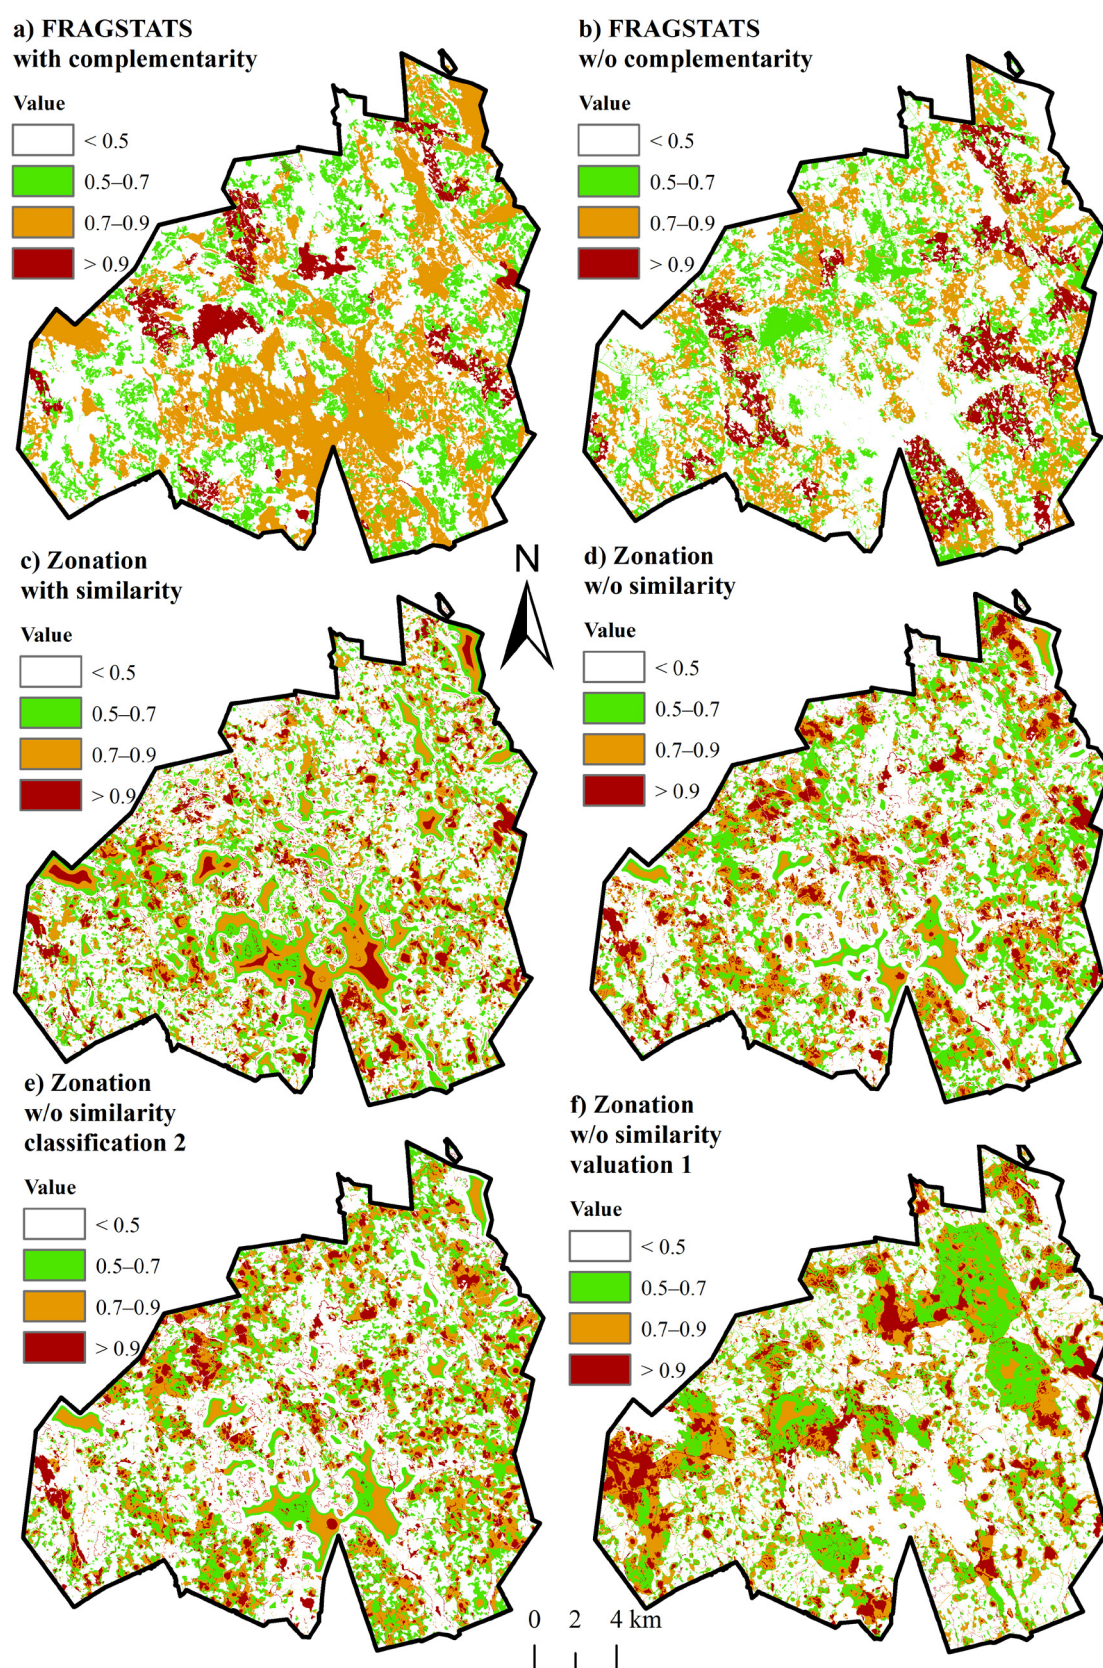 a) FRAGSTATS
with complementarity
Value
< 0.5
0.5–0.7
0.7–0.9
> 0.9
b) FRAGSTATS
w/o complementarity
Value
< 0.5
0.5–0.7
0.7–0.9
> 0.9
c) Zonation
with similarity
Value
< 0.5
0.5–0.7
0.7–0.9
> 0.9
N
d) Zonation
w/o similarity
Value
< 0.5
0.5–0.7
0.7–0.9
> 0.9
e) Zonation
w/o similarity
classification 2
Value
< 0.5
0.5–0.7
0.7–0.9
> 0.9
f) Zonation
w/o similarity
valuation 1
Value
< 0.5
0.5–0.7
0.7–0.9
> 0.9
0 2 4 km